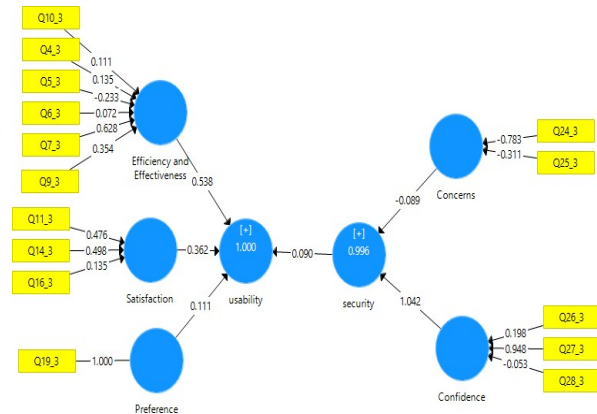 Q10_3
0.111
Q4_3
0.135
Q5_3
-0.233
Q6_3
0.072
Q7_3
0.628
Q9_3
0.354
Efficiency and
Effectiveness
0.538
Q11_3
0.476
Q14_3
0.498
Q16_3
0.135
Satisfaction
0.362
[+]
1.000
usability
0.090
[+]
0.996
security
Q19_3
1.000
Preference
0.111
Q24_3
-0.783
Q25_3
-0.311
Concerns
-0.089
1.042
Q26_3
0.198
Q27_3
0.948
Q28_3
-0.053
Confidence